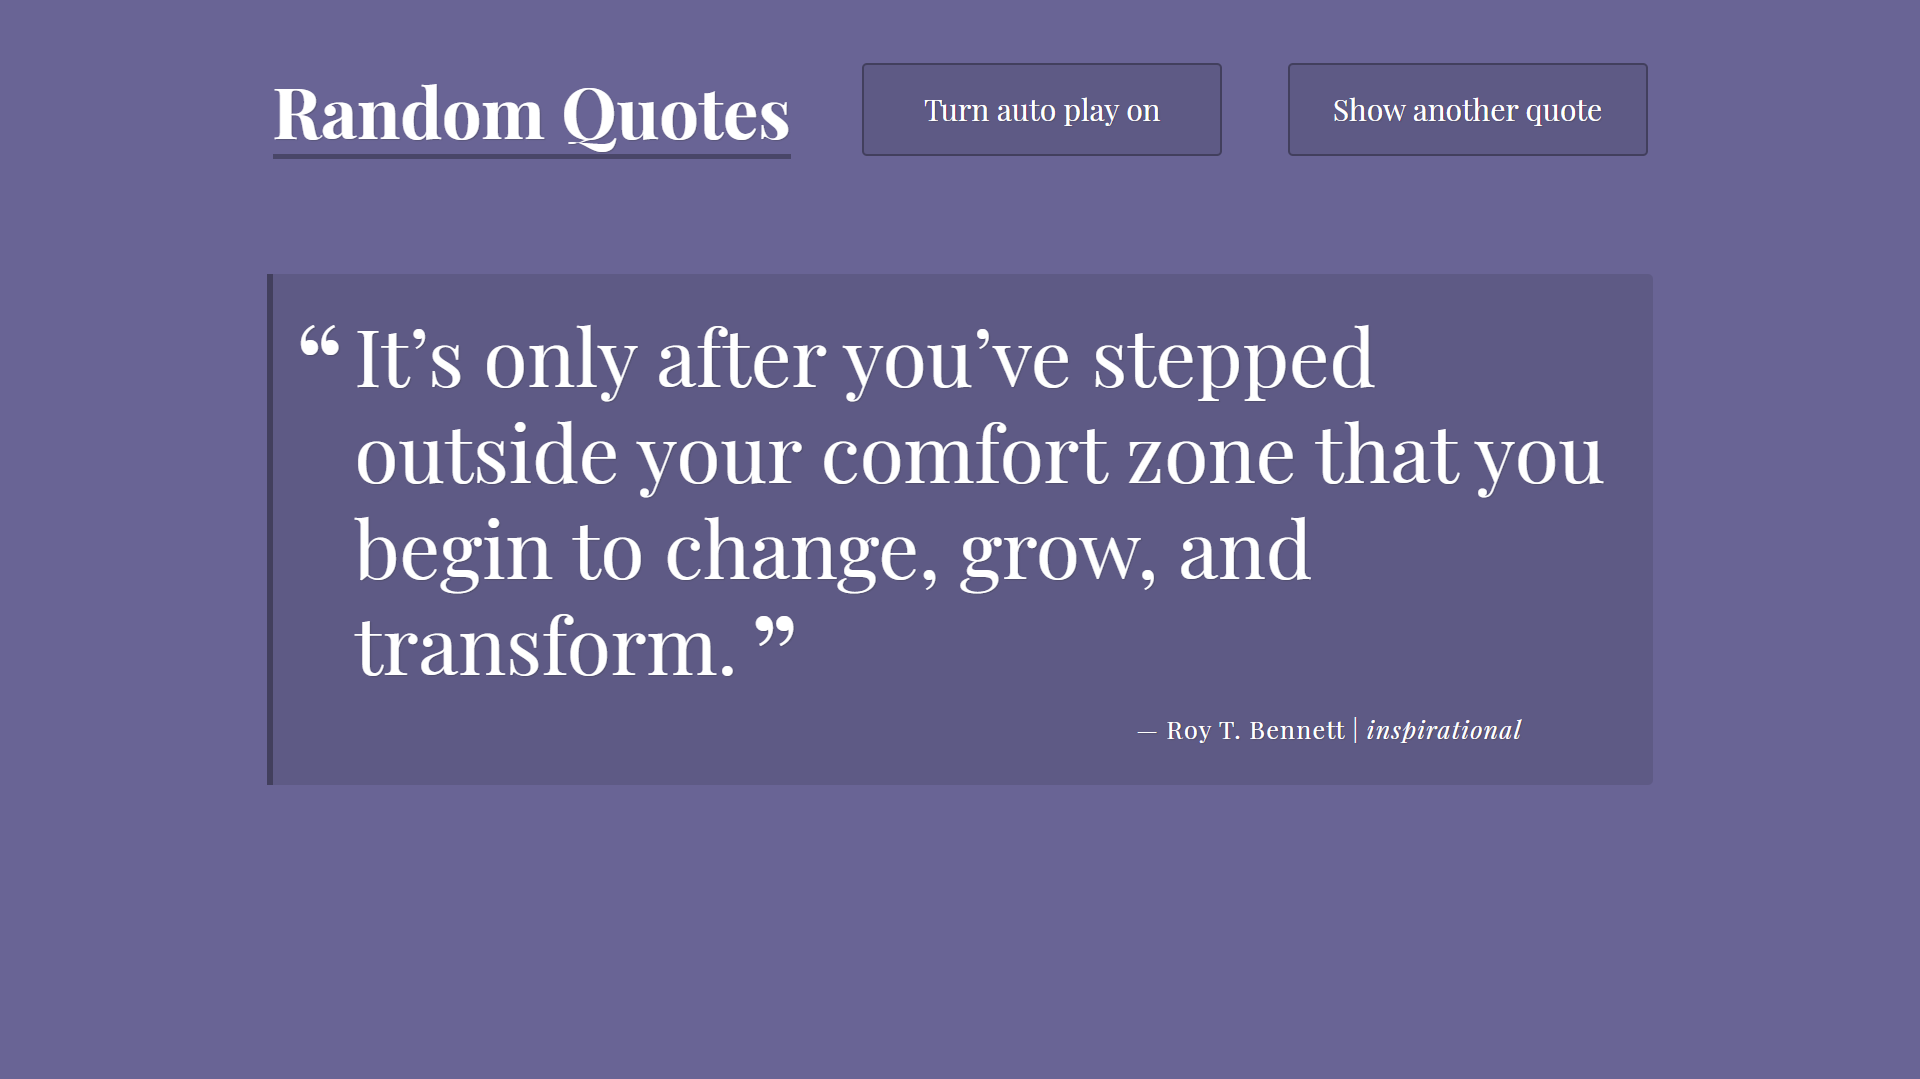 Random Quotes
Turn auto play on
Show another quote
“ It’s only after you’ve stepped
outside your comfort zone that you
begin to change, grow, and
transform. ”
— Roy T. Bennett | inspirational